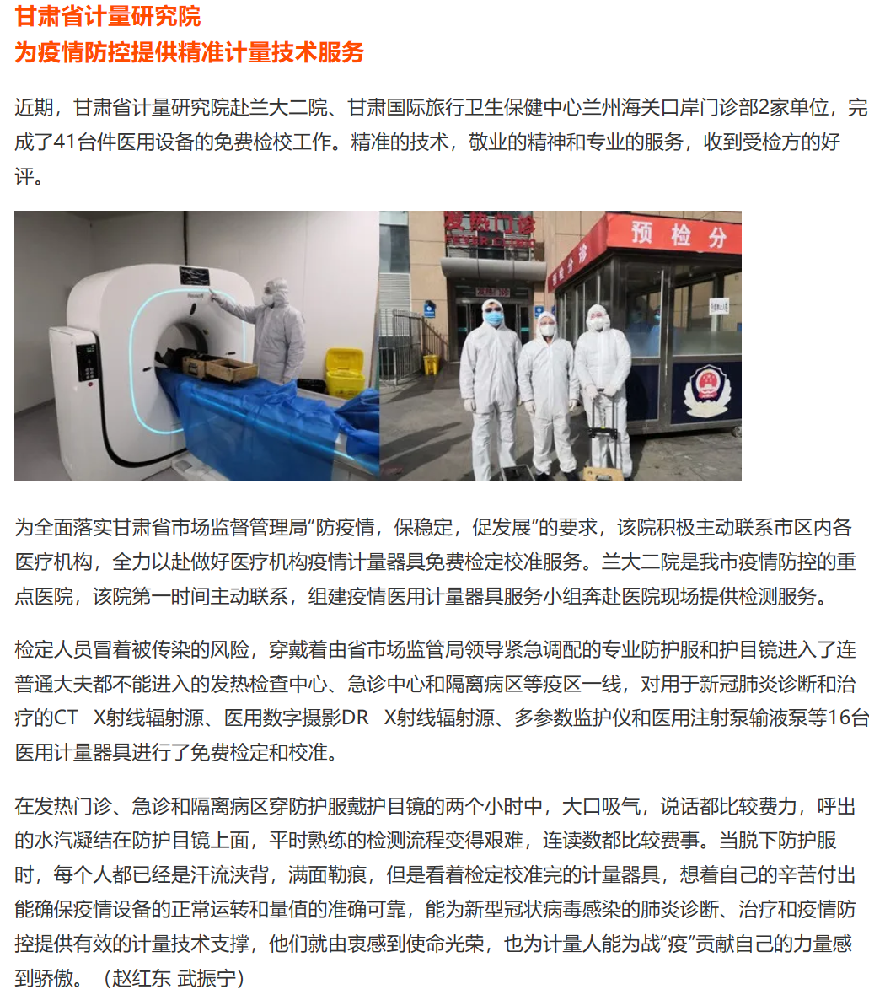 甘肃省计量研究院
为疫情防控提供精准计量技术服务
近期，甘肃省计量研究院赴兰大二院、甘肃国际旅行卫生保健中心兰州海关口岸门诊部2家单位，完
成了41台件医用设备的免费检校工作。精准的技术，敬业的精神和专业的服务，收到受检方的好
评。
发热门诊
FEVER CLINIC
发热门诊
预检分诊
预检分
为全面落实甘肃省市场监督管理局“防疫情，保稳定，促发展”的要求，该院积极主动联系市区内各
医疗机构，全力以赴做好医疗机构疫情计量器具免费检定校准服务。兰大二院是我市疫情防控的重
点医院，该院第一时间主动联系，组建疫情医用计量器具服务小组奔赴医院现场提供检测服务。
检定人员冒着被传染的风险，穿戴着由省市场监管局领导紧急调配的专业防护服和护目镜进入了连
普通大夫都不能进入的发热检查中心、急诊中心和隔离病区等疫区一线，对用于新冠肺炎诊断和治
疗的CT   X射线辐射源、医用数字摄影DR   X射线辐射源、多参数监护仪和医用注射泵输液泵等16台
医用计量器具进行了免费检定和校准。
在发热门诊、急诊和隔离病区穿防护服戴护目镜的两个小时中，大口吸气，说话都比较费力，呼出
的水汽凝结在防护目镜上面，平时熟练的检测流程变得艰难，连读数都比较费事。当脱下防护服
时，每个人都已经是汗流浃背，满面勒痕，但是看着检定校准完的计量器具，想着自己的辛苦付出
能确保疫情设备的正常运转和量值的准确可靠，能为新型冠状病毒感染的肺炎诊断、治疗和疫情防
控提供有效的计量技术支撑，他们就由衷感到使命光荣，也为计量人能为战“疫”贡献自己的力量感
到骄傲。（赵红东 武振宁）